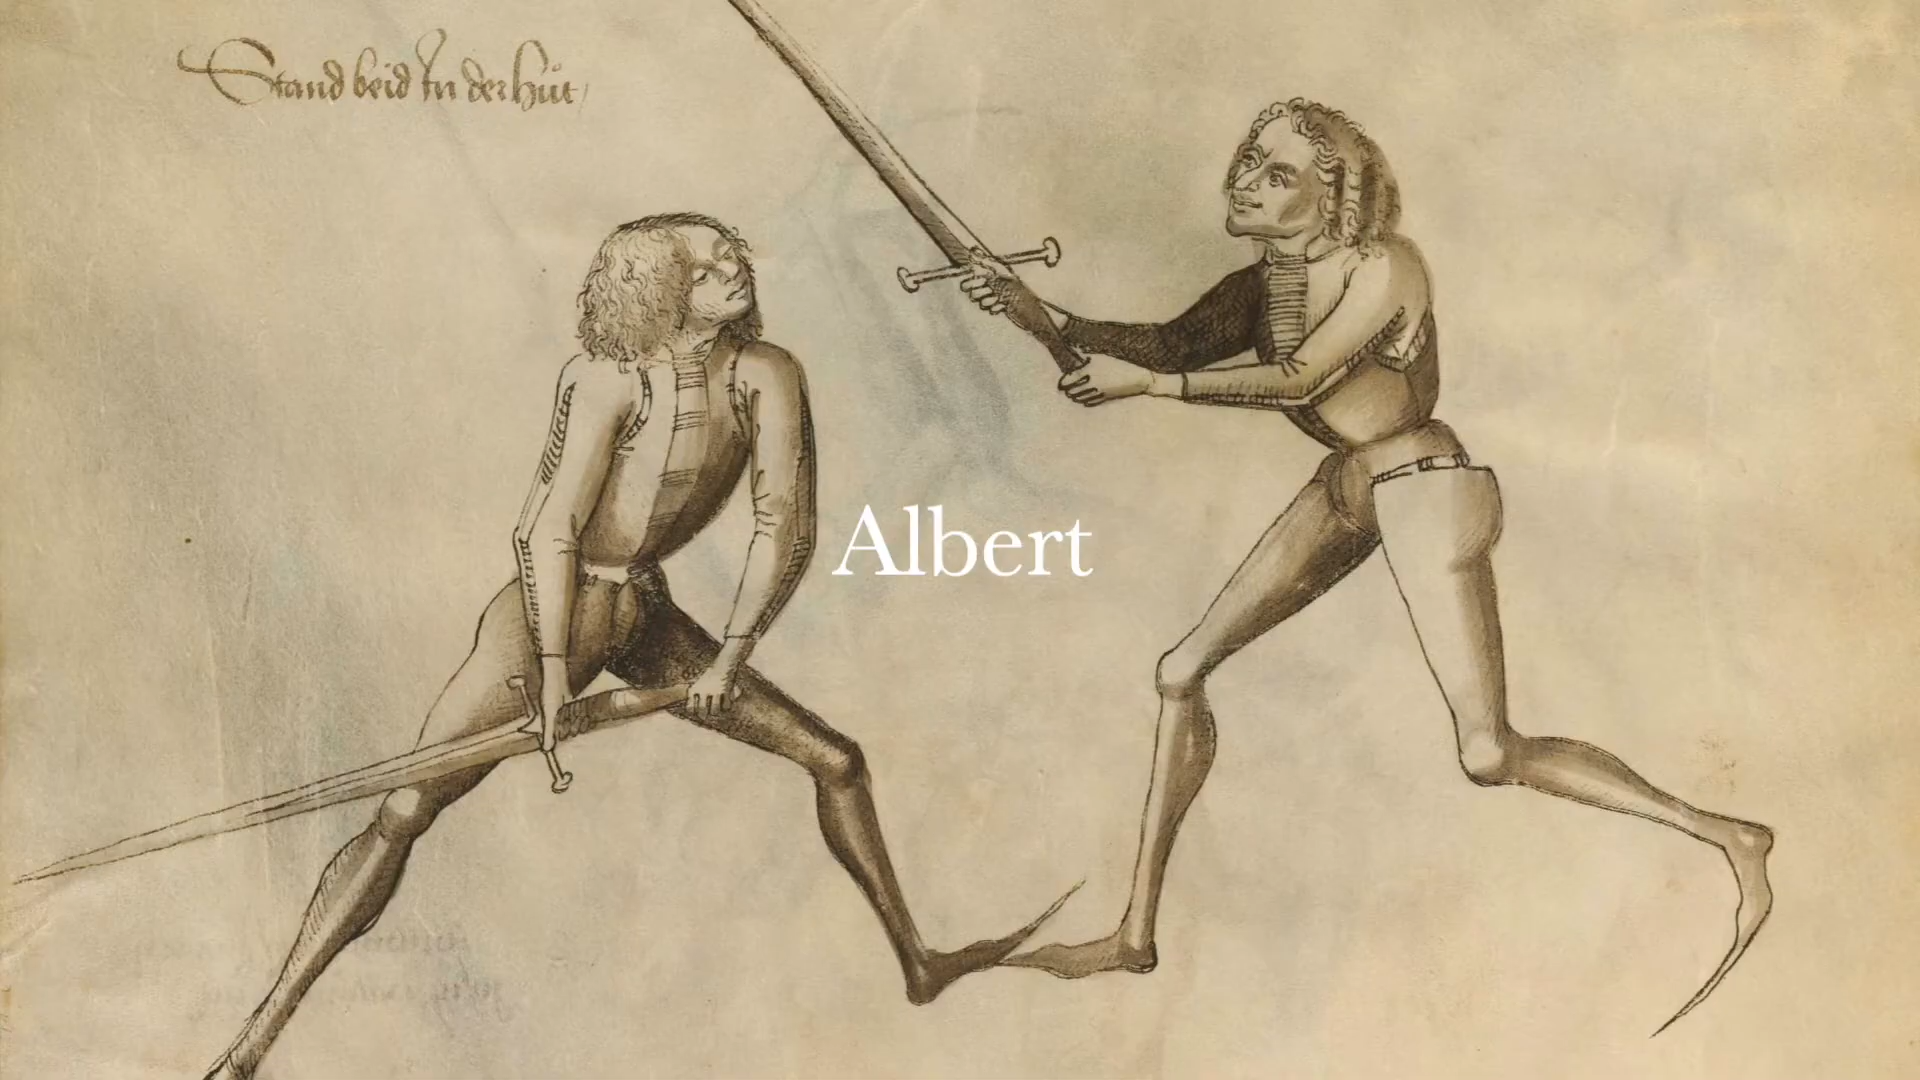 Stand beid In der hůt
Albert